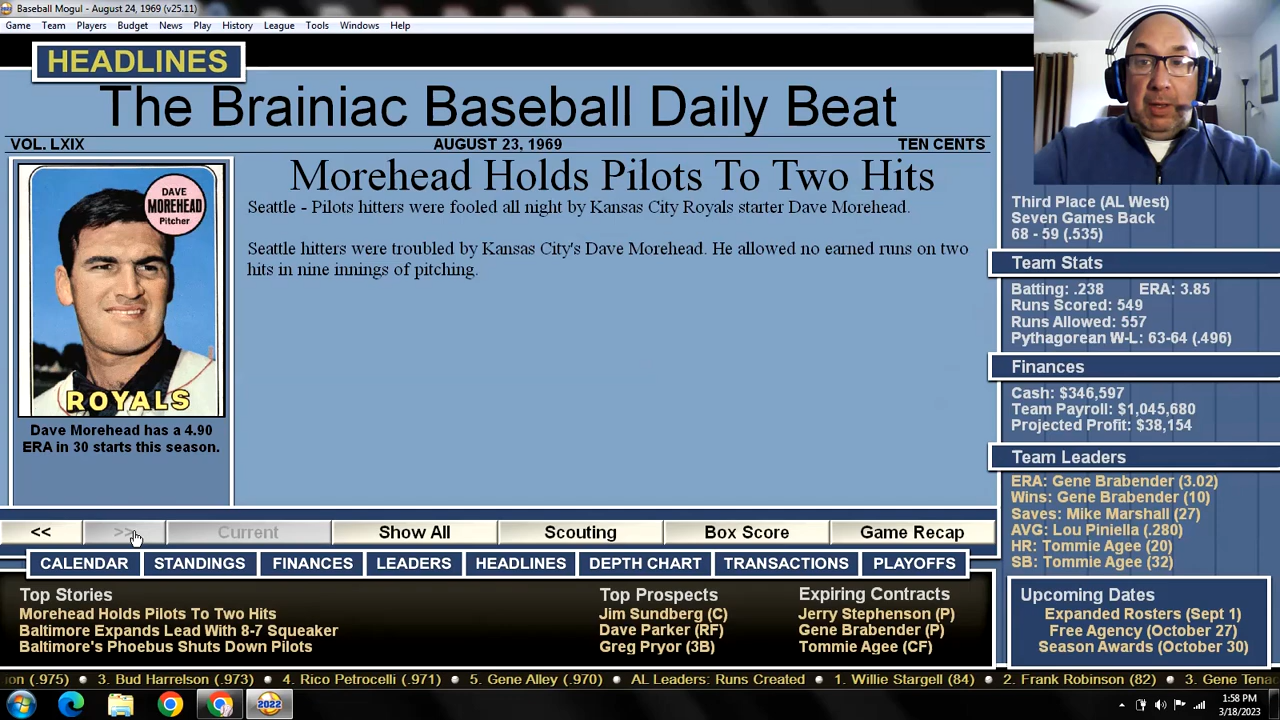 Baseball Mogul - August 24, 1969 (v25.11)
Game Team Players Budget News Play History League Tools Windows Help
HEADLINES
The Brainiac Baseball Daily Beat
VOL. LXIX AUGUST 23, 1969 TEN CENTS
DAVE
MOREHEAD
Pitcher
ROYALS
Dave Morehead has a 4.90
ERA in 30 starts this season.
Morehead Holds Pilots To Two Hits
Seattle - Pilots hitters were fooled all night by Kansas City Royals starter Dave Morehead.
Seattle hitters were troubled by Kansas City's Dave Morehead. He allowed no earned runs on two
hits in nine innings of pitching.
Third Place (AL West)
Seven Games Back
68 - 59 (.535)
Team Stats
Batting: .238 ERA: 3.85
Runs Scored: 549
Runs Allowed: 557
Pythagorean W-L: 63-64 (.496)
Finances
Cash: $346,597
Team Payroll: $1,045,680
Projected Profit: $38,154
Team Leaders
ERA: Gene Brabender (3.02)
Wins: Gene Brabender (10)
Saves: Mike Marshall (27)
AVG: Lou Piniella (.280)
HR: Tommie Agee (20)
SB: Tommie Agee (32)
<< >> Current Show All Scouting Box Score Game Recap
CALENDAR STANDINGS FINANCES LEADERS HEADLINES DEPTH CHART TRANSACTIONS PLAYOFFS
Top Stories
Morehead Holds Pilots To Two Hits
Baltimore Expands Lead With 8-7 Squeaker
Baltimore's Phoebus Shuts Down Pilots
Top Prospects
Jim Sundberg (C)
Dave Parker (RF)
Greg Pryor (3B)
Expiring Contracts
Jerry Stephenson (P)
Gene Brabender (P)
Tommie Agee (CF)
Upcoming Dates
Expanded Rosters (Sept 1)
Free Agency (October 27)
Season Awards (October 30)
(.975) 3. Bud Harrelson (.973) 4. Rico Petrocelli (.971) 5. Gene Alley (.970) AL Leaders: Runs Created 1. Willie Stargell (84) 2. Frank Robinson (82) 3. Gene
2022
1:58 PM
3/18/2023